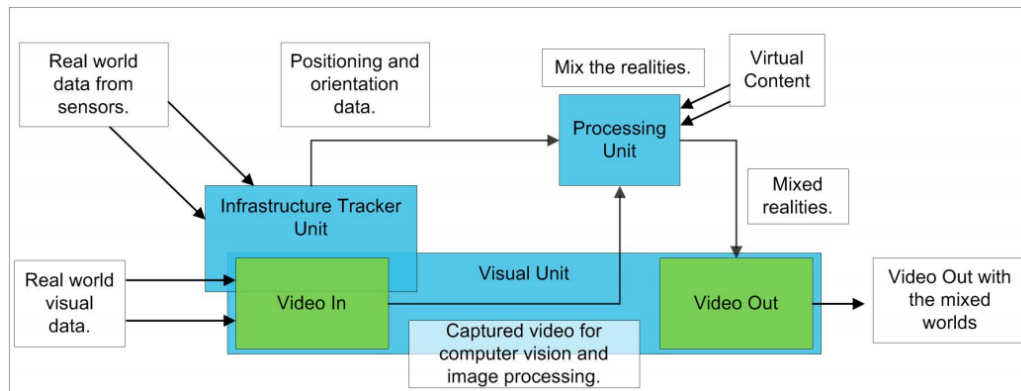 Real world
data from
sensors.
Positioning and
orientation
data.
Mix the realities.
Virtual
Content
Processing
Unit
Infrastructure Tracker
Unit
Mixed
realities.
Real world
visual
data.
Video In
Visual Unit
Video Out
Video Out with
the mixed
worlds
Captured video for
computer vision and
image processing.